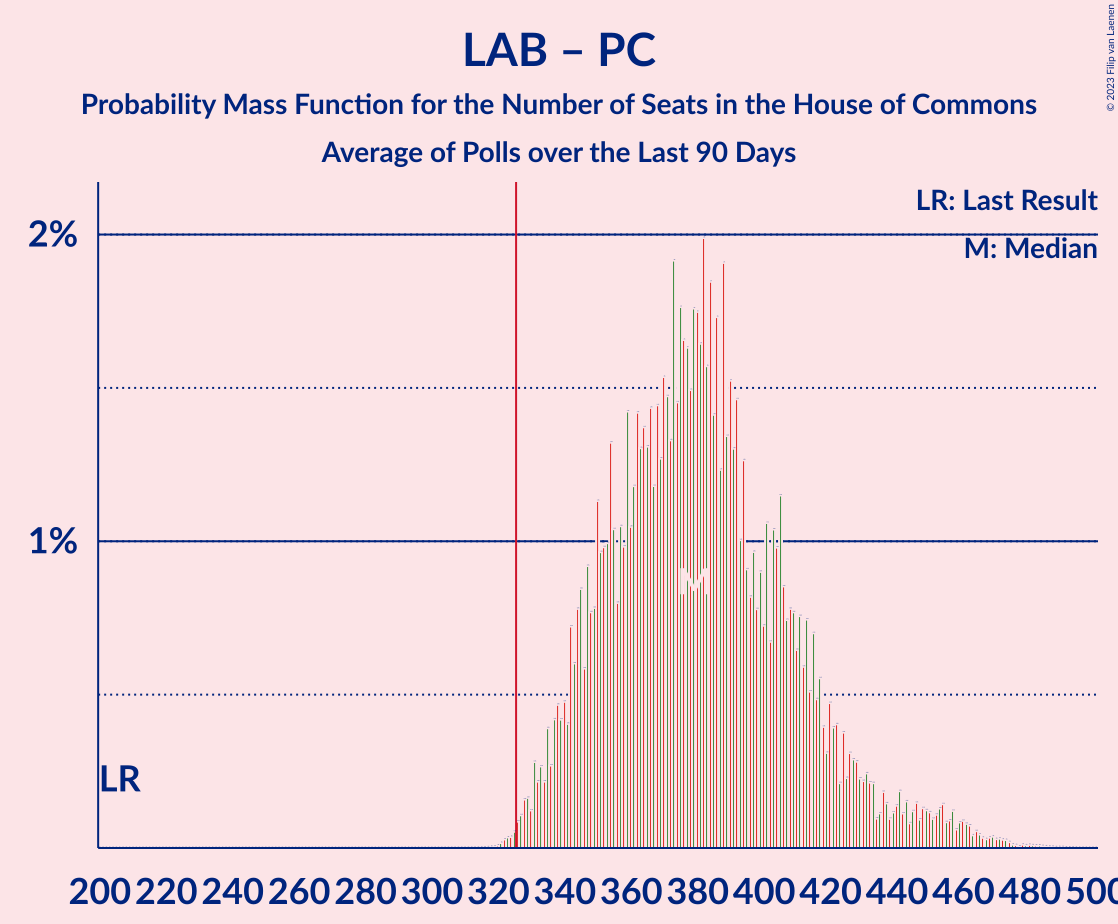 LAB – PC
Probability Mass Function for the Number of Seats in the House of Commons
Average of Polls over the Last 90 Days
© 2023 Filip van Laenen
LR: Last Result
M: Median
2%
1%
M
LR
200 220 240 260 280 300 320 340 360 380 400 420 440 460 480 500